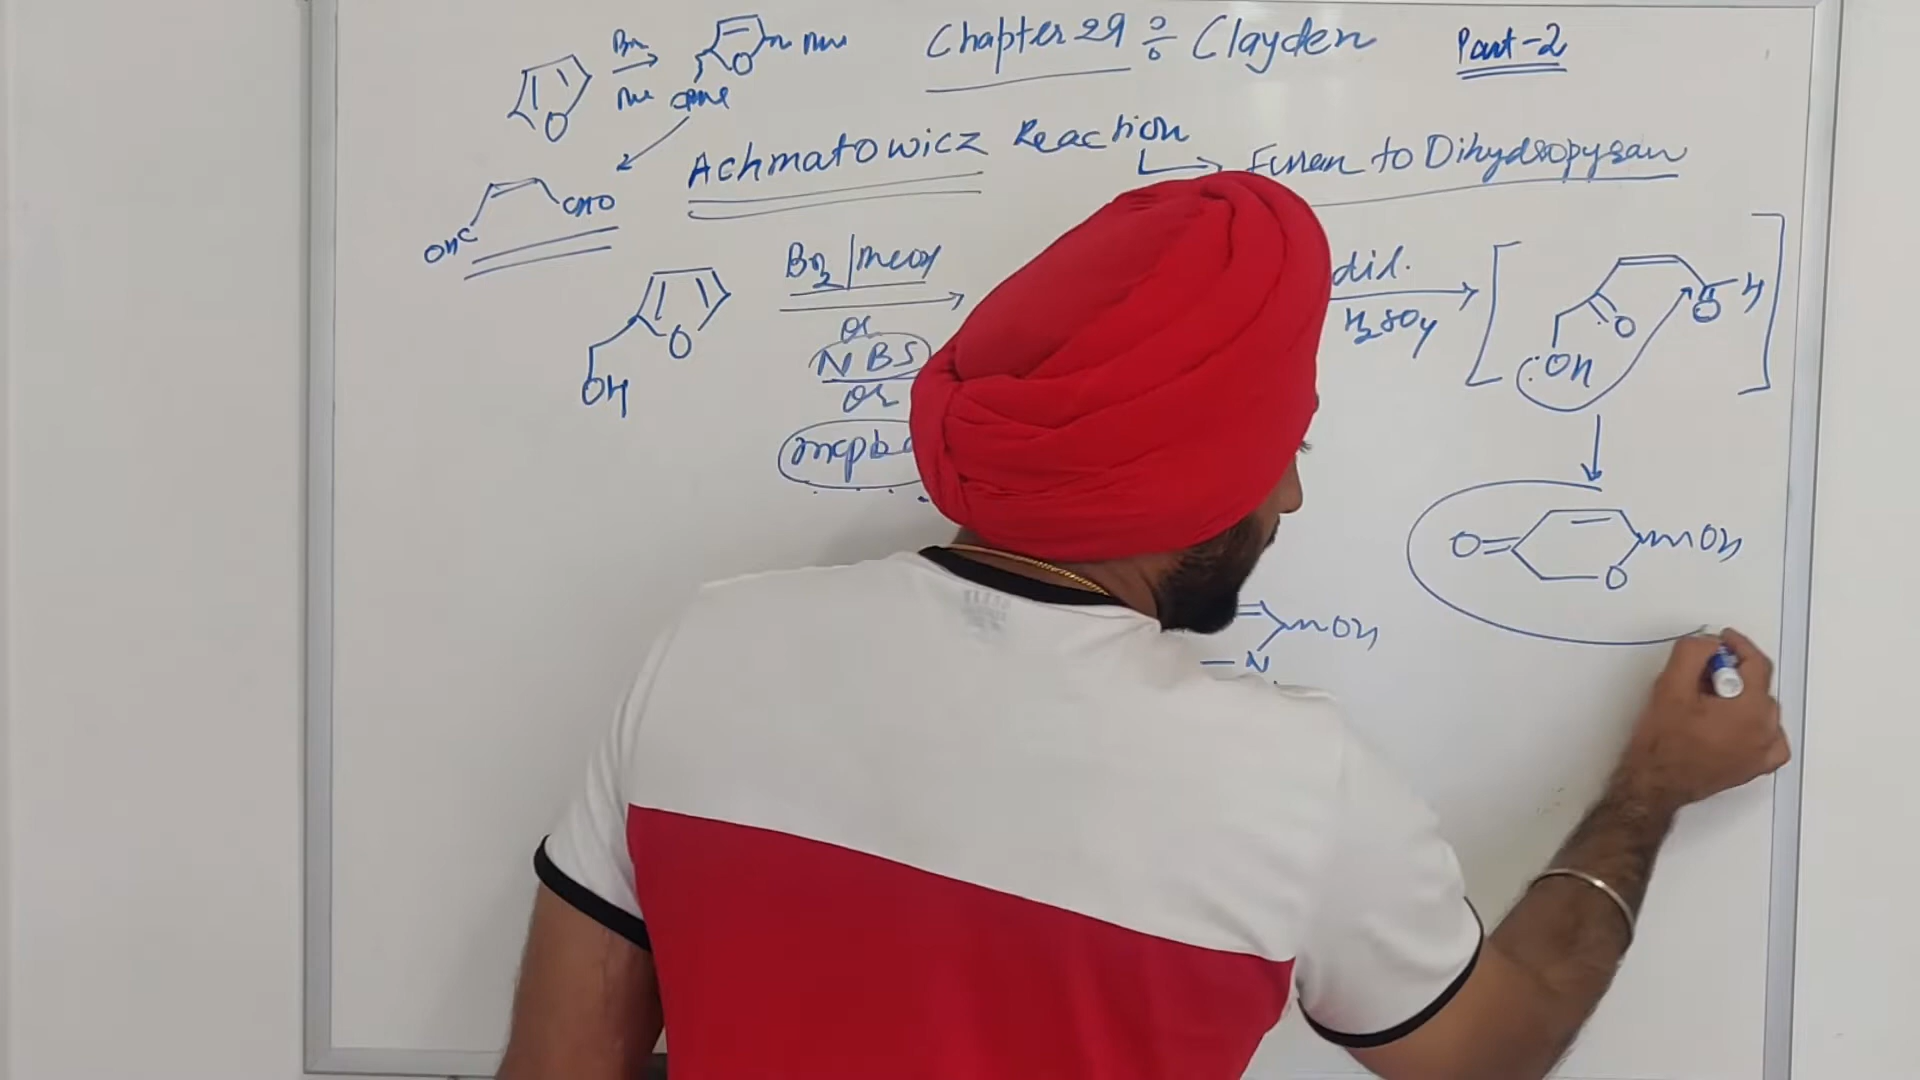 Chapter 29 : Clayden Part-2
Br2
O
OMe
CHO
OHC
Achmatowicz Reaction
Furan to Dihydropyran
Br2/MeOH
or
NBS
or
mcpba
O
OH
dil.
H2SO4
O
O H
:OH
O
O
OH
N
OH